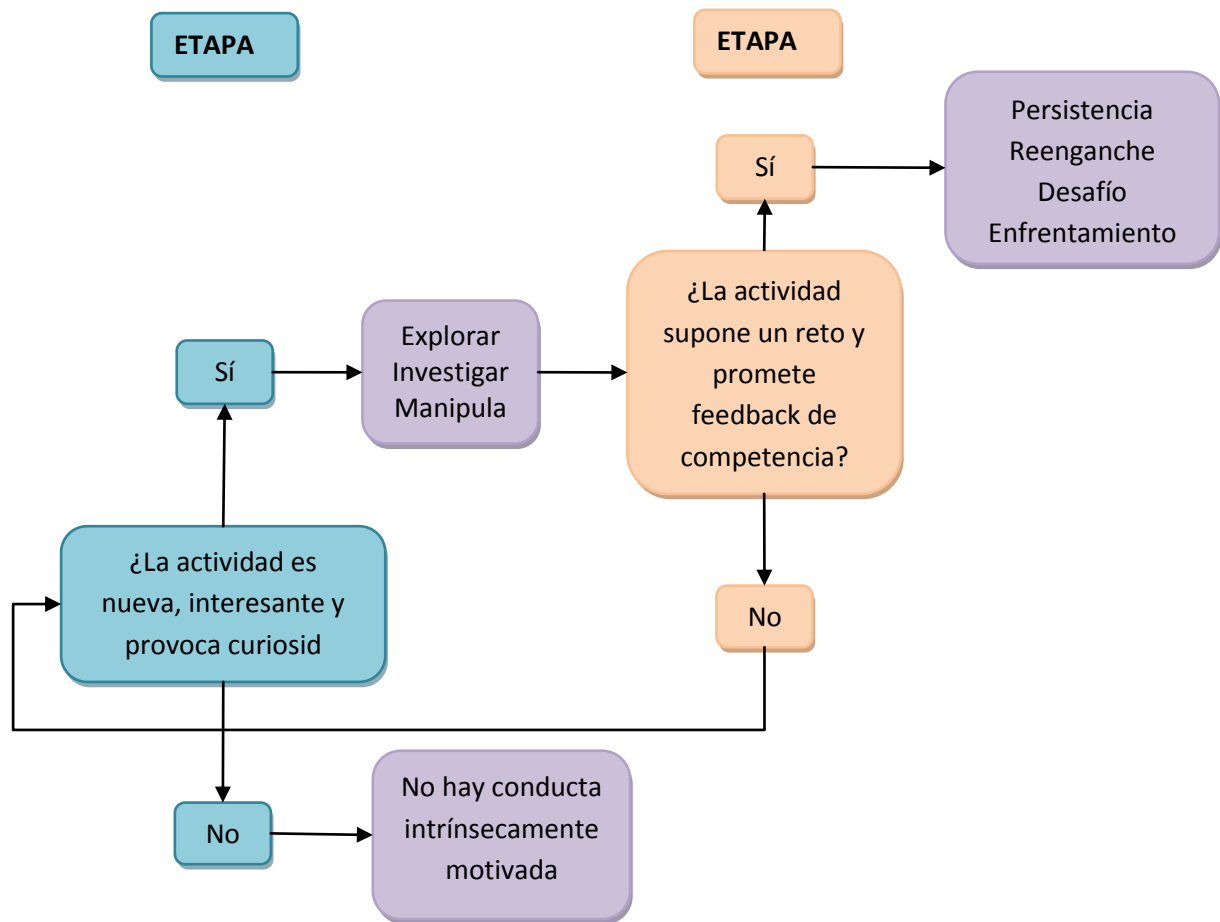 ETAPA
ETAPA
Persistencia
Reenganche
Desafío
Enfrentamiento
Sí
¿La actividad
supone un reto y
promete
feedback de
competencia?
Sí
Explorar
Investigar
Manipula
¿La actividad es
nueva, interesante y
provoca curiosid
No
No
No hay conducta
intrínsecamente
motivada